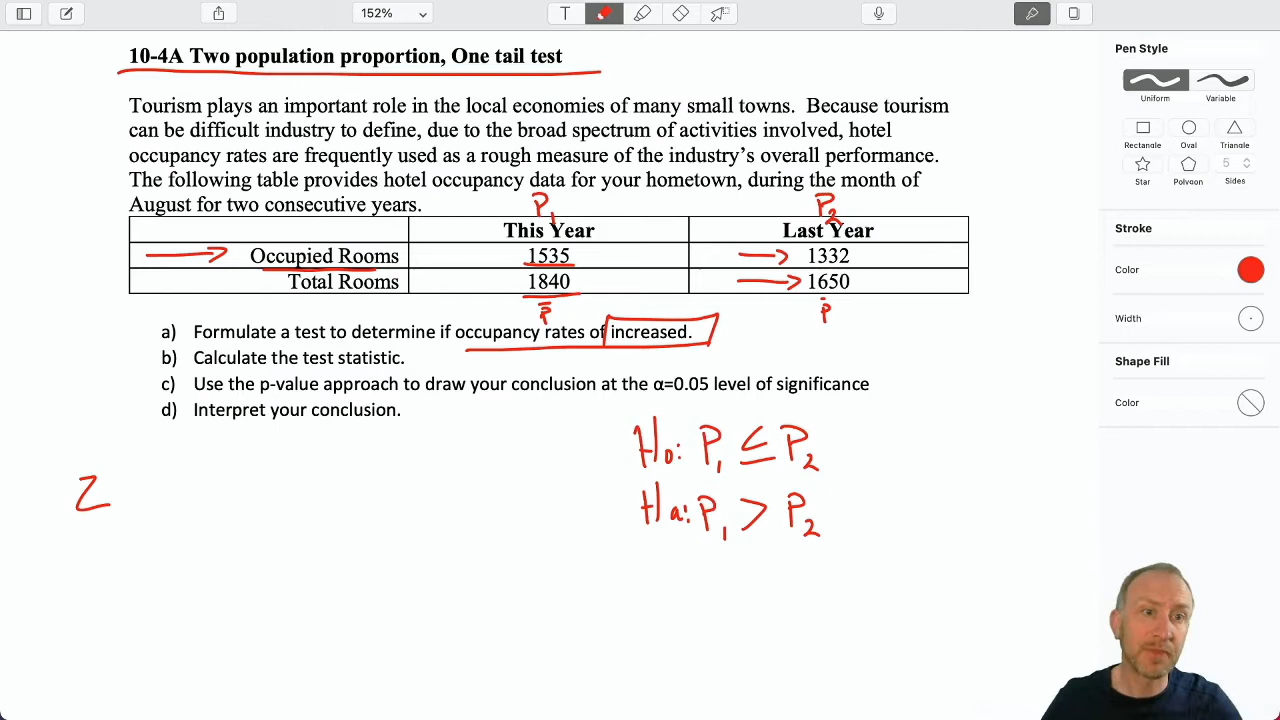 152%
T
10-4A Two population proportion, One tail test
Tourism plays an important role in the local economies of many small towns. Because tourism
can be difficult industry to define, due to the broad spectrum of activities involved, hotel
occupancy rates are frequently used as a rough measure of the industry's overall performance.
The following table provides hotel occupancy data for your hometown, during the month of
August for two consecutive years.
P₁ P₂
This Year Last Year
Occupied Rooms 1535 1332
Total Rooms 1840 1650
p̄ p̄
a) Formulate a test to determine if occupancy rates of increased.
b) Calculate the test statistic.
c) Use the p-value approach to draw your conclusion at the α=0.05 level of significance
d) Interpret your conclusion.
H₀: P₁ ≤ P₂
Hₐ: P₁ > P₂
Z
Pen Style
Uniform Variable
Rectangle Oval Triangle
5
Star Polygon Sides
Stroke
Color
Width
Shape Fill
Color